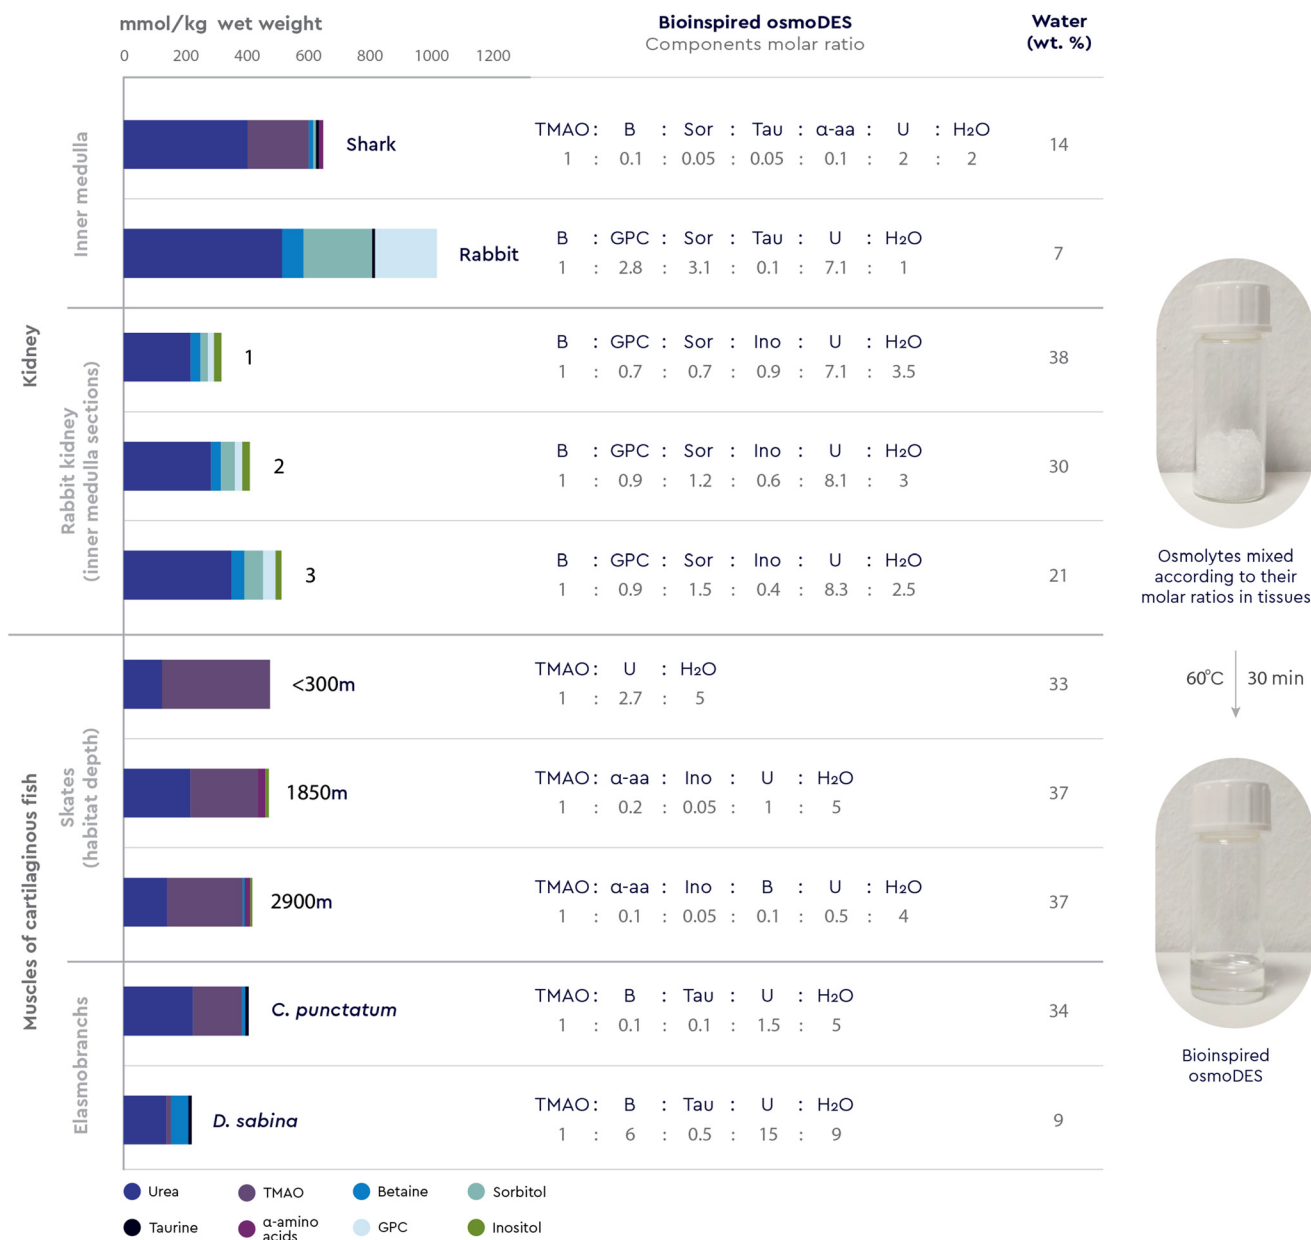 mmol/kg wet weight
0 200 400 600 800 1000 1200
Bioinspired osmoDES
Components molar ratio
Water
(wt. %)
Kidney
Inner medulla
Shark
TMAO : B : Sor : Tau : α-aa : U : H₂O
1 : 0.1 : 0.05 : 0.05 : 0.1 : 2 : 2
14
Rabbit
B : GPC : Sor : Tau : U : H₂O
1 : 2.8 : 3.1 : 0.1 : 7.1 : 1
7
Rabbit kidney
(inner medulla sections)
1
B : GPC : Sor : Ino : U : H₂O
1 : 0.7 : 0.7 : 0.9 : 7.1 : 3.5
38
2
B : GPC : Sor : Ino : U : H₂O
1 : 0.9 : 1.2 : 0.6 : 8.1 : 3
30
3
B : GPC : Sor : Ino : U : H₂O
1 : 0.9 : 1.5 : 0.4 : 8.3 : 2.5
21
Muscles of cartilaginous fish
Skates
(habitat depth)
<300m
TMAO : U : H₂O
1 : 2.7 : 5
33
1850m
TMAO : α-aa : Ino : U : H₂O
1 : 0.2 : 0.05 : 1 : 5
37
2900m
TMAO : α-aa : Ino : B : U : H₂O
1 : 0.1 : 0.05 : 0.1 : 0.5 : 4
37
Elasmobranchs
C. punctatum
TMAO : B : Tau : U : H₂O
1 : 0.1 : 0.1 : 1.5 : 5
34
D. sabina
TMAO : B : Tau : U : H₂O
1 : 6 : 0.5 : 15 : 9
9
Urea
TMAO
Betaine
Sorbitol
Taurine
α-amino
acids
GPC
Inositol
Osmolytes mixed
according to their
molar ratios in tissues
60°C 30 min
Bioinspired
osmoDES